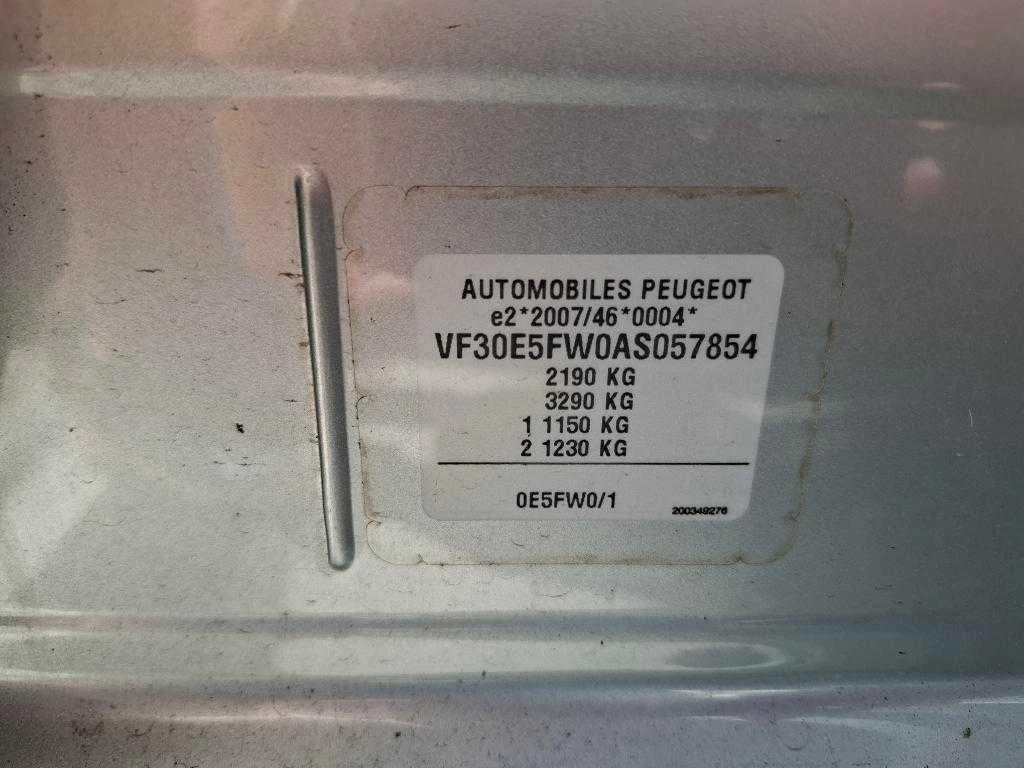 AUTOMOBILES PEUGEOT
e2*2007/46*0004*
VF30E5FW0AS057854
2190 KG
3290 KG
1 1150 KG
2 1230 KG
0E5FW0/1
200349276